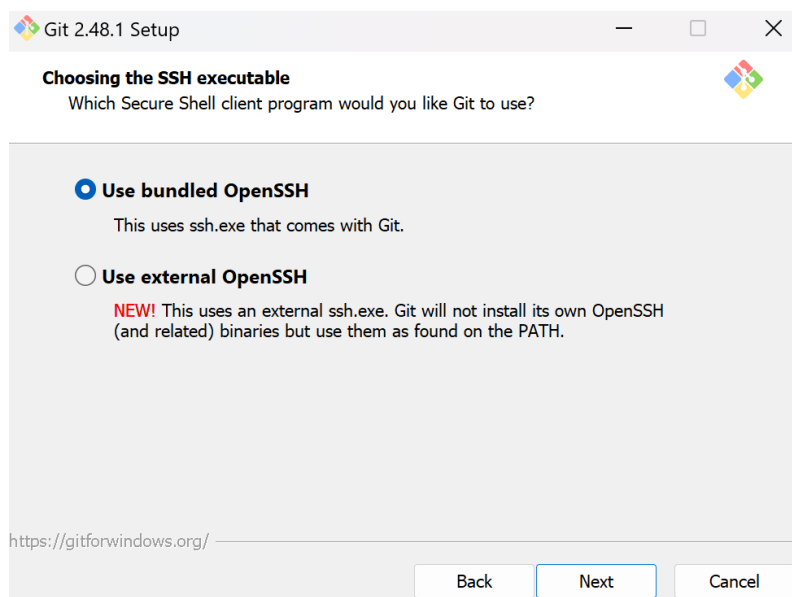 Git 2.48.1 Setup
Choosing the SSH executable
Which Secure Shell client program would you like Git to use?
Use bundled OpenSSH
This uses ssh.exe that comes with Git.
Use external OpenSSH
NEW! This uses an external ssh.exe. Git will not install its own OpenSSH
(and related) binaries but use them as found on the PATH.
https://gitforwindows.org/
Back Next Cancel